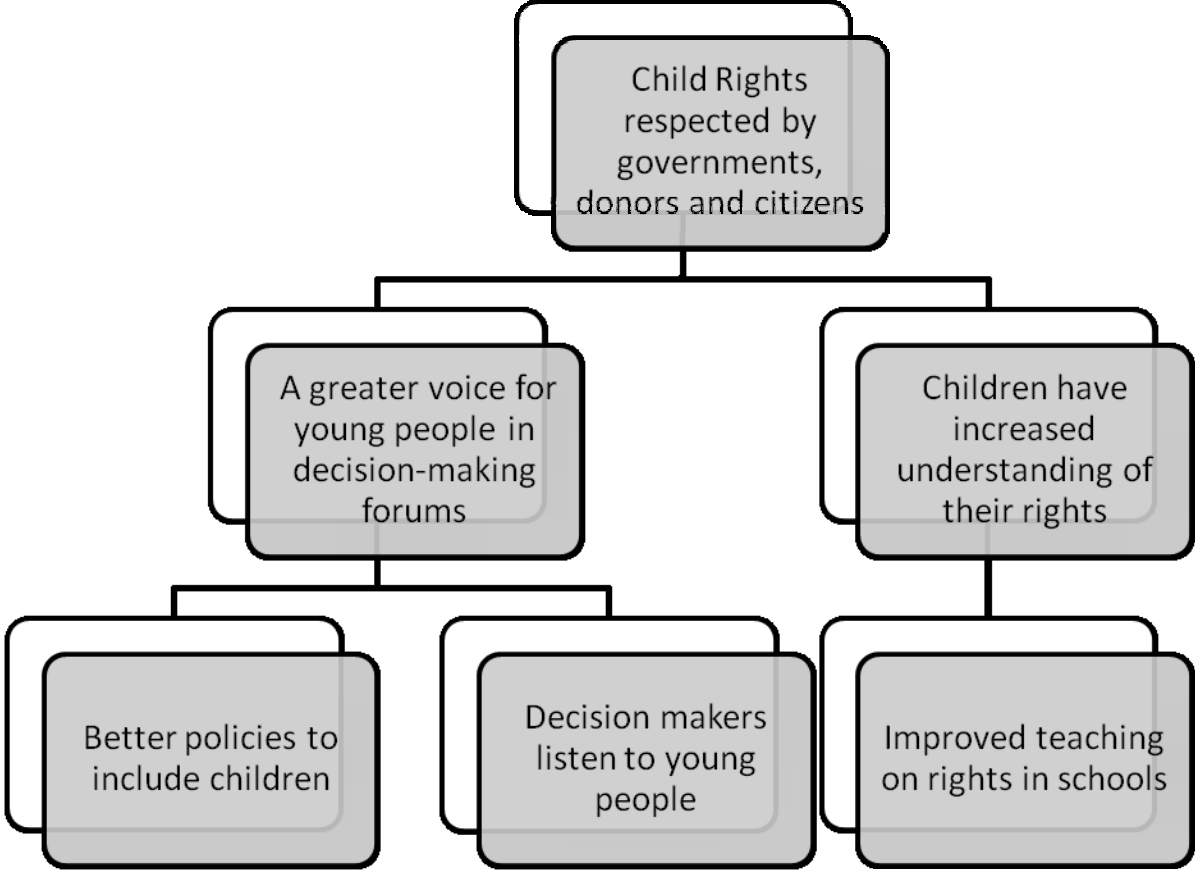 Child Rights
respected by
governments,
donors and citizens
A greater voice for
young people in
decision-making
forums
Children have
increased
understanding of
their rights
Better policies to
include children
Decision makers
listen to young
people
Improved teaching
on rights in schools